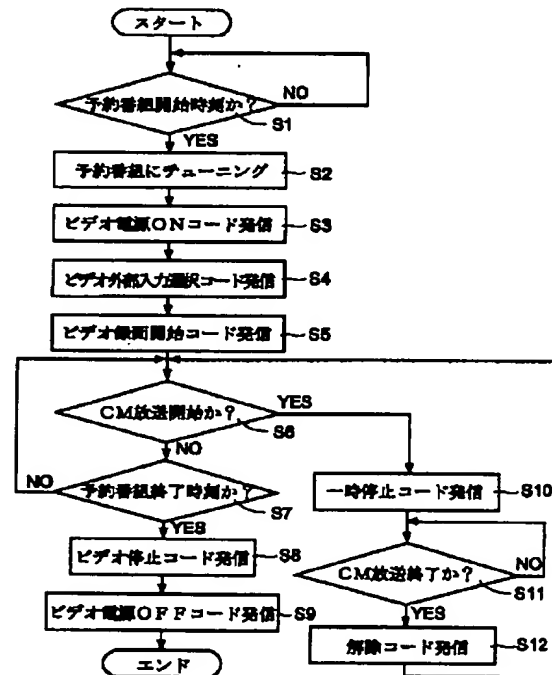 スタート
NO
予約番組開始時刻か?
S1
YES
予約番組にチューニング
S2
ビデオ電源ONコード発信
S3
ビデオ外部入力選択コード発信
S4
ビデオ録画開始コード発信
S5
CM放送開始か?
YES
S6
NO
NO
予約番組終了時刻か?
S7
YES
一時停止コード発信
S10
ビデオ停止コード発信
S8
NO
CM放送終了か?
S11
ビデオ電源OFFコード発信
S9
YES
エンド
解除コード発信
S12